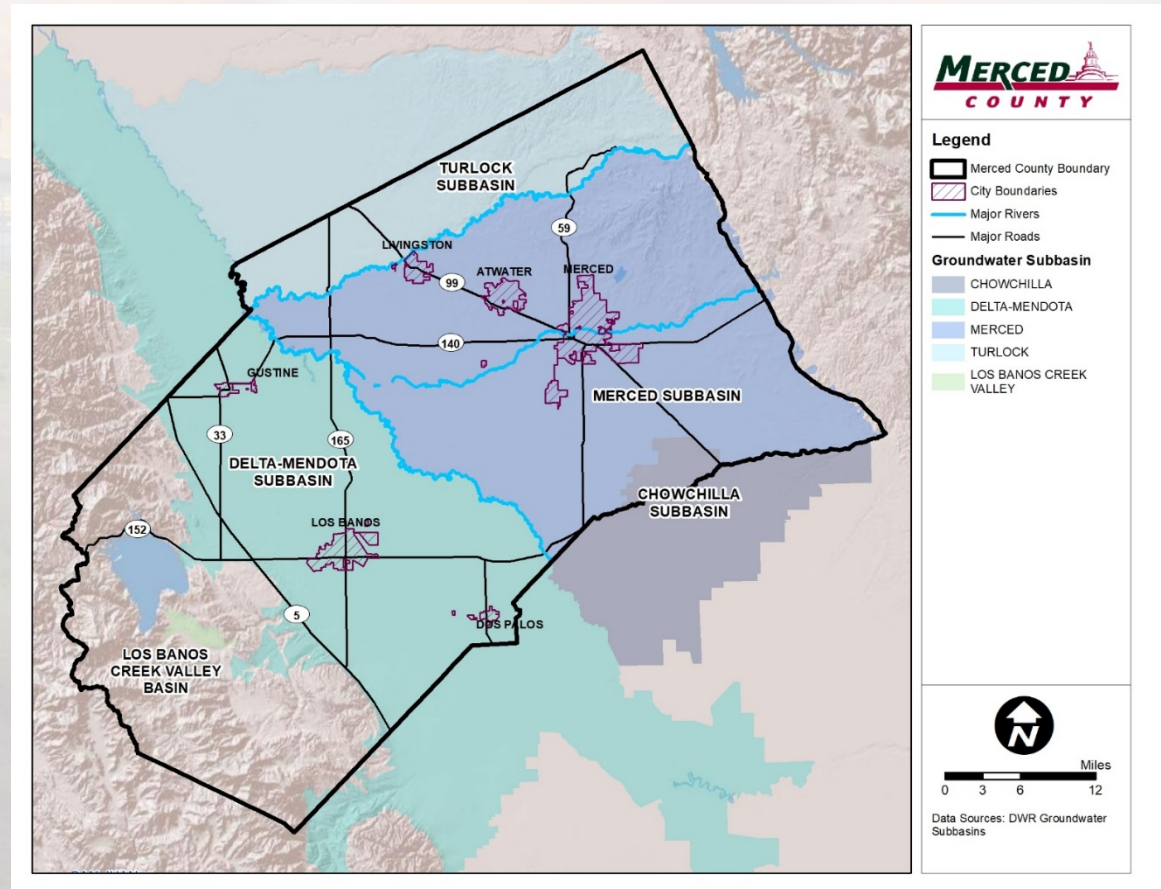 TURLOCK
SUBBASIN
59
LIVINGSTON
99
ATWATER
MERCED
140
GUSTINE
MERCED SUBBASIN
33
165
DELTA-MENDOTA
SUBBASIN
CHOWCHILLA
SUBBASIN
LOS BANOS
152
5
DOS PALOS
LOS BANOS
CREEK VALLEY
BASIN
MERCED
COUNTY
Legend
Merced County Boundary
City Boundaries
Major Rivers
Major Roads
Groundwater Subbasin
CHOWCHILLA
DELTA-MENDOTA
MERCED
TURLOCK
LOS BANOS CREEK
VALLEY
N
Miles
0 3 6 12
Data Sources: DWR Groundwater
Subbasins